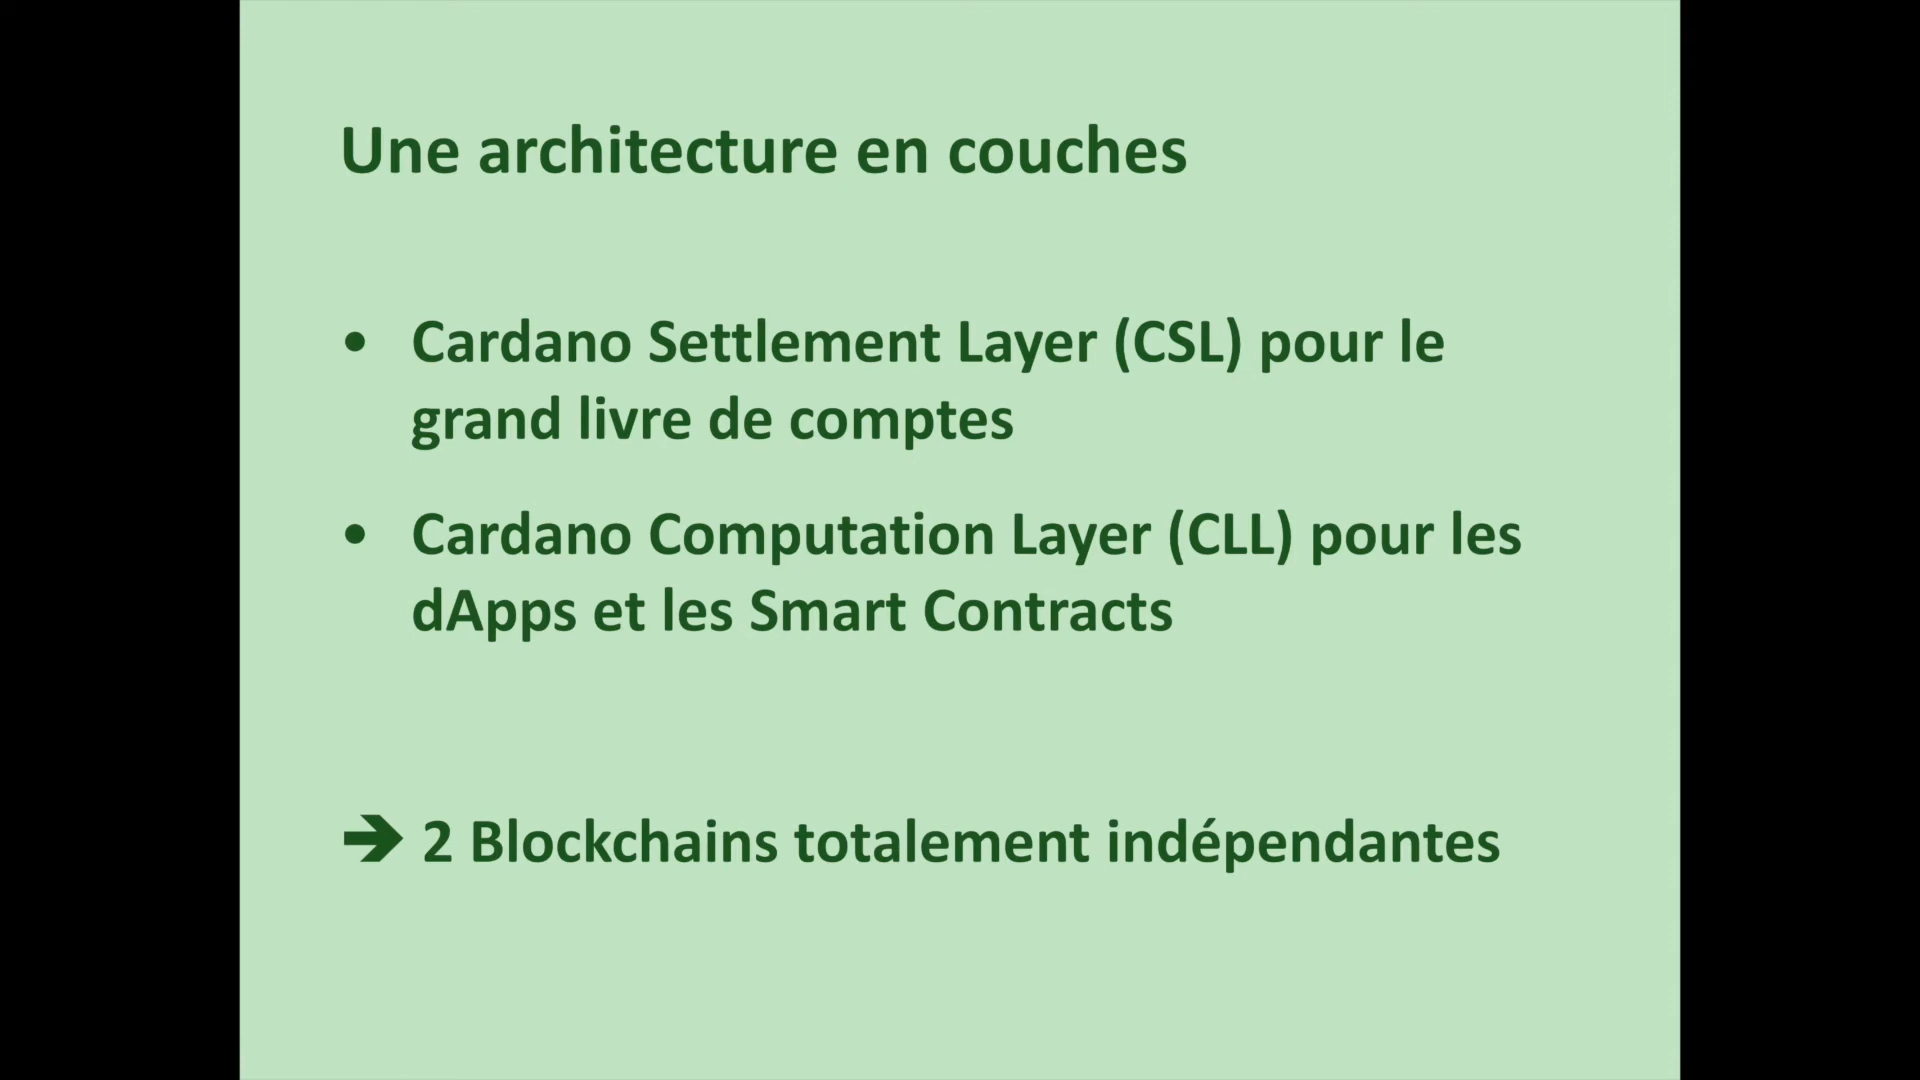 Une architecture en couches
• Cardano Settlement Layer (CSL) pour le
grand livre de comptes
• Cardano Computation Layer (CLL) pour les
dApps et les Smart Contracts
➔ 2 Blockchains totalement indépendantes